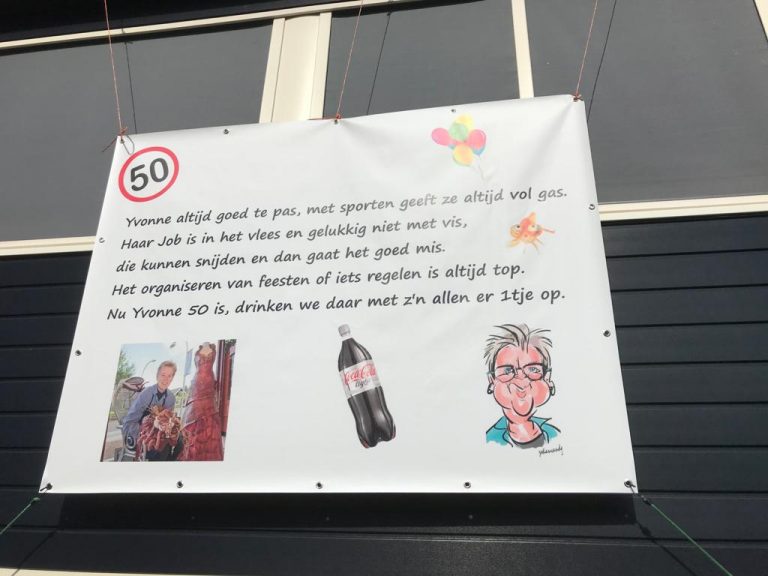 50
Yvonne altijd goed te pas, met sporten geeft ze altijd vol gas.
Haar Job is in het vlees en gelukkig niet met vis,
die kunnen snijden en dan gaat het goed mis.
Het organiseren van feesten of iets regelen is altijd top.
Nu Yvonne 50 is, drinken we daar met z'n allen er 1tje op.
Coca-Cola
light